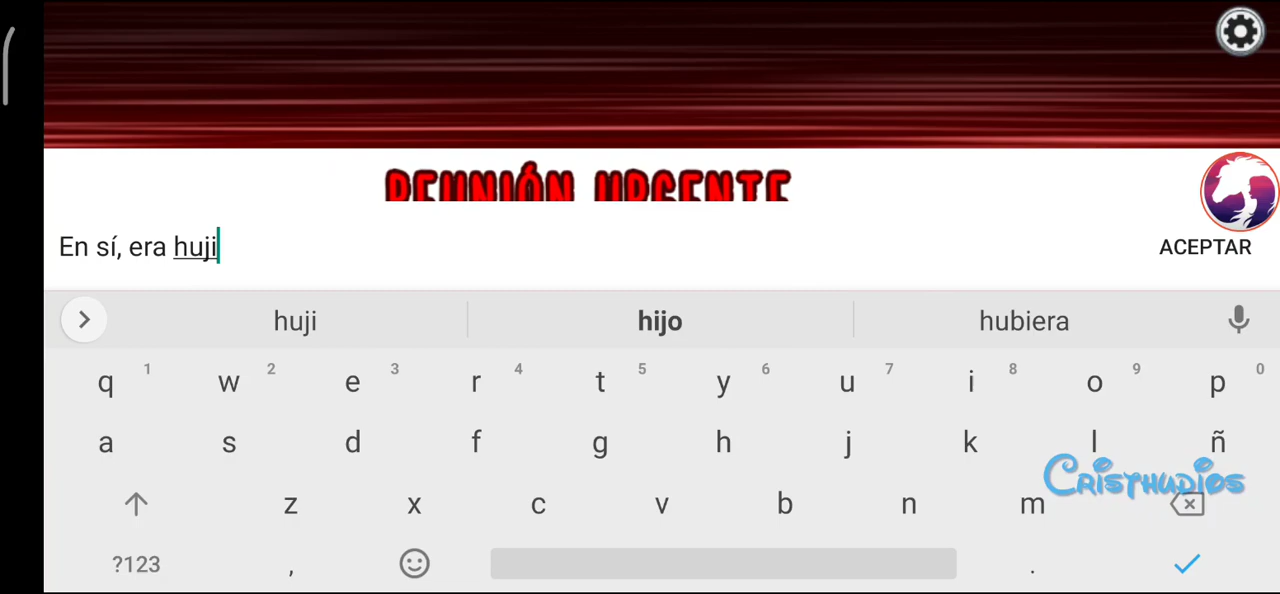 REUNIÓN URGENTE
En sí, era huji
ACEPTAR
huji hijo hubiera
1 2 3 4 5 6 7 8 9 0
q w e r t y u i o p
a s d f g h j k l ñ
Cristhudios
z x c v b n m
?123 , .